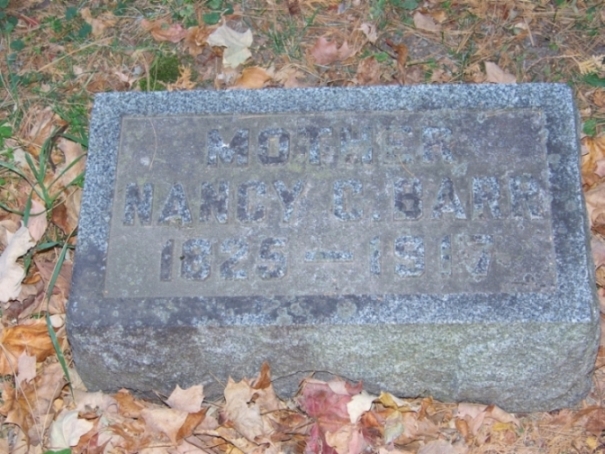 MOTHER
NANCY C. BARR
1825 — 1917